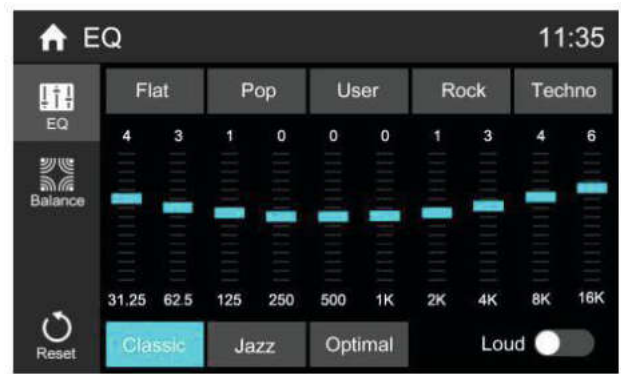 EQ 11:35
Flat Pop User Rock Techno
EQ
4 3 1 0 0 0 1 3 4 6
Balance
31.25 62.5 125 250 500 1K 2K 4K 8K 16K
Classic Jazz Optimal Loud
Reset